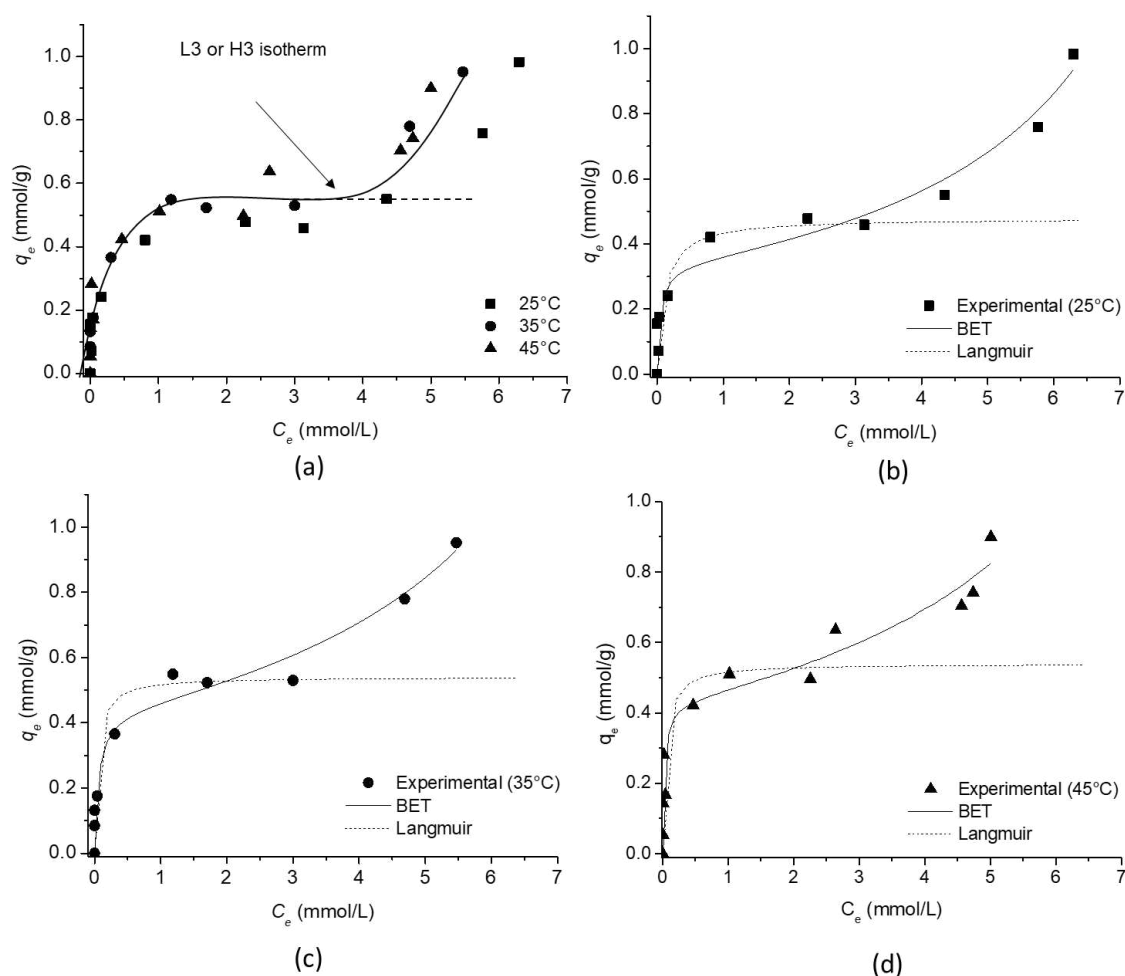 L3 or H3 isotherm
1.0
0.8
0.6
0.4
0.2
0.0
qe (mmol/g)
25°C
35°C
45°C
0 1 2 3 4 5 6 7
Ce (mmol/L)
(a)
1.0
0.8
0.6
0.4
0.2
0.0
qe (mmol/g)
Experimental (25°C)
BET
Langmuir
0 1 2 3 4 5 6 7
Ce (mmol/L)
(b)
1.0
0.8
0.6
0.4
0.2
0.0
qe (mmol/g)
Experimental (35°C)
BET
Langmuir
0 1 2 3 4 5 6 7
Ce (mmol/L)
(c)
1.0
0.8
0.6
0.4
0.2
0.0
qe (mmol/g)
Experimental (45°C)
BET
Langmuir
0 1 2 3 4 5 6 7
Ce (mmol/L)
(d)